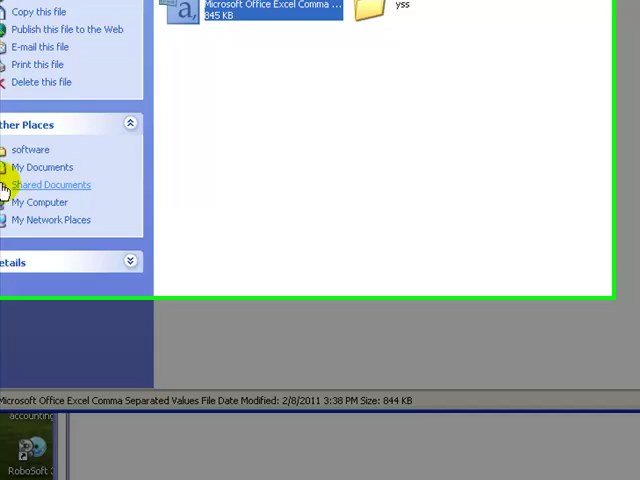 Copy this file
Microsoft Office Excel Comma ...
845 KB
yss
Publish this file to the Web
E-mail this file
Print this file
Delete this file
ther Places
software
My Documents
Shared Documents
My Computer
My Network Places
etails
Microsoft Office Excel Comma Separated Values File Date Modified: 2/8/2011 3:38 PM Size: 844 KB
accounting
RoboSoft